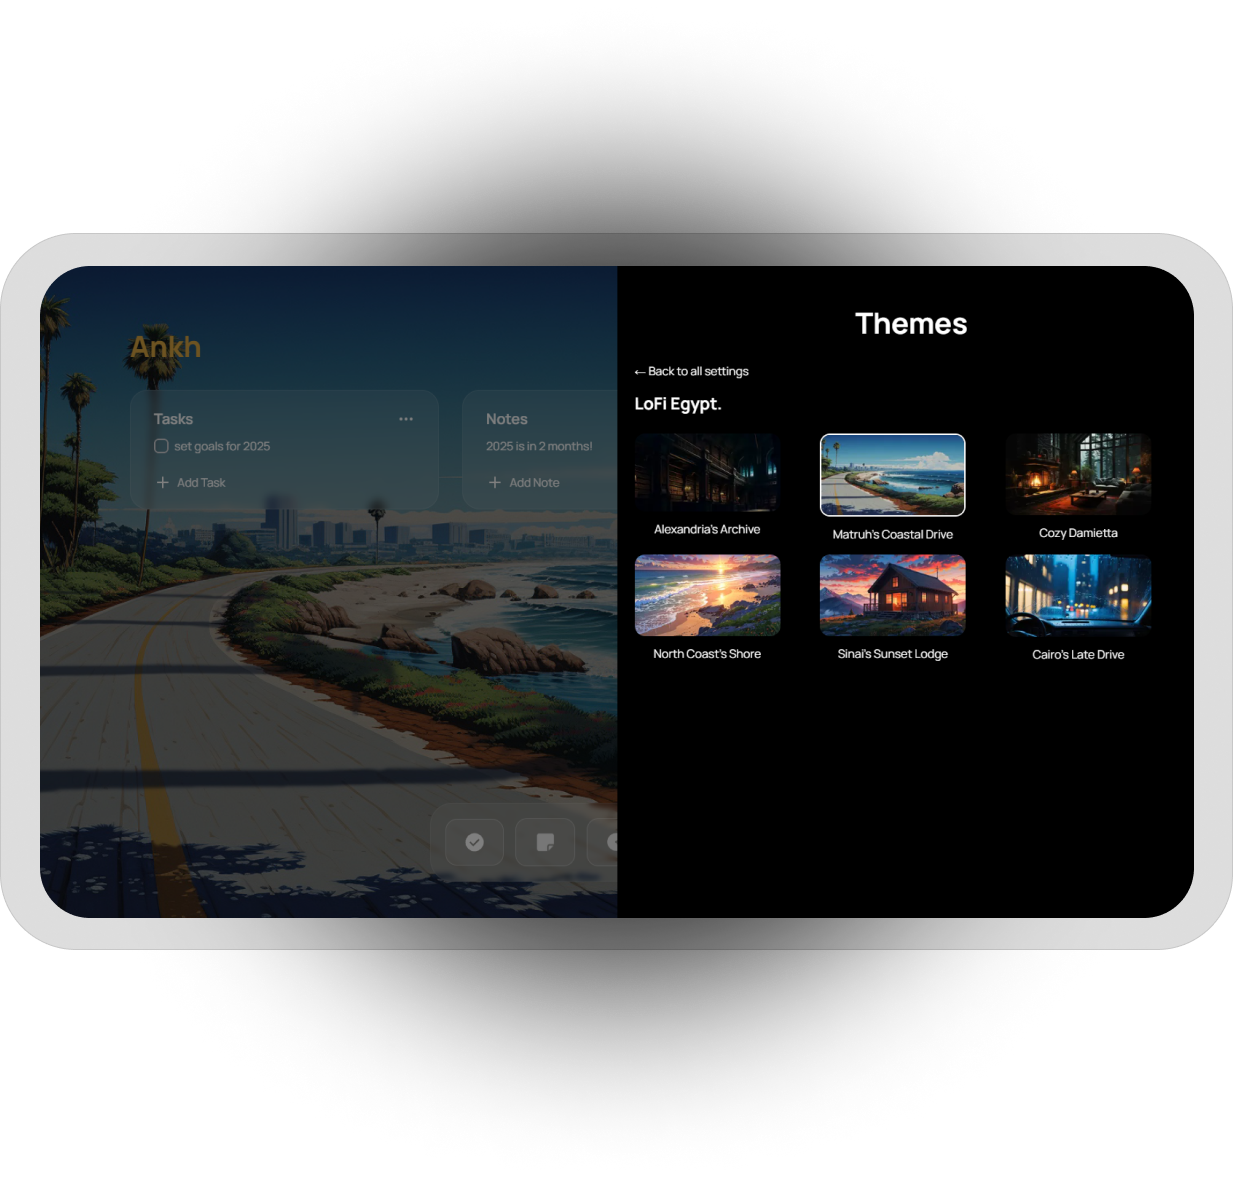 Ankh
Tasks
set goals for 2025
Add Task
Notes
2025 is in 2 months!
Add Note
Themes
← Back to all settings
LoFi Egypt.
Alexandria's Archive
Matruh's Coastal Drive
Cozy Damietta
North Coast's Shore
Sinai's Sunset Lodge
Cairo's Late Drive